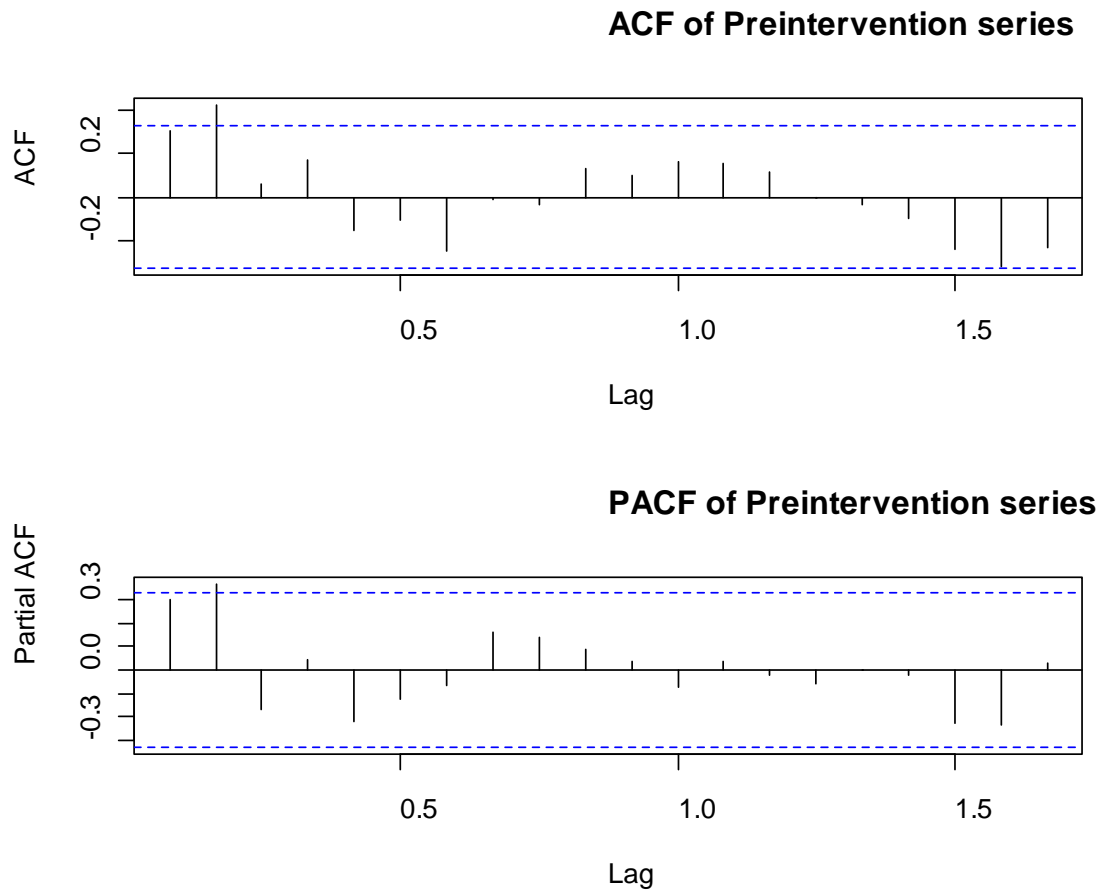 ACF of Preintervention series
ACF
0.2
-0.2
0.5 1.0 1.5
Lag
PACF of Preintervention series
Partial ACF
0.3
0.0
-0.3
0.5 1.0 1.5
Lag